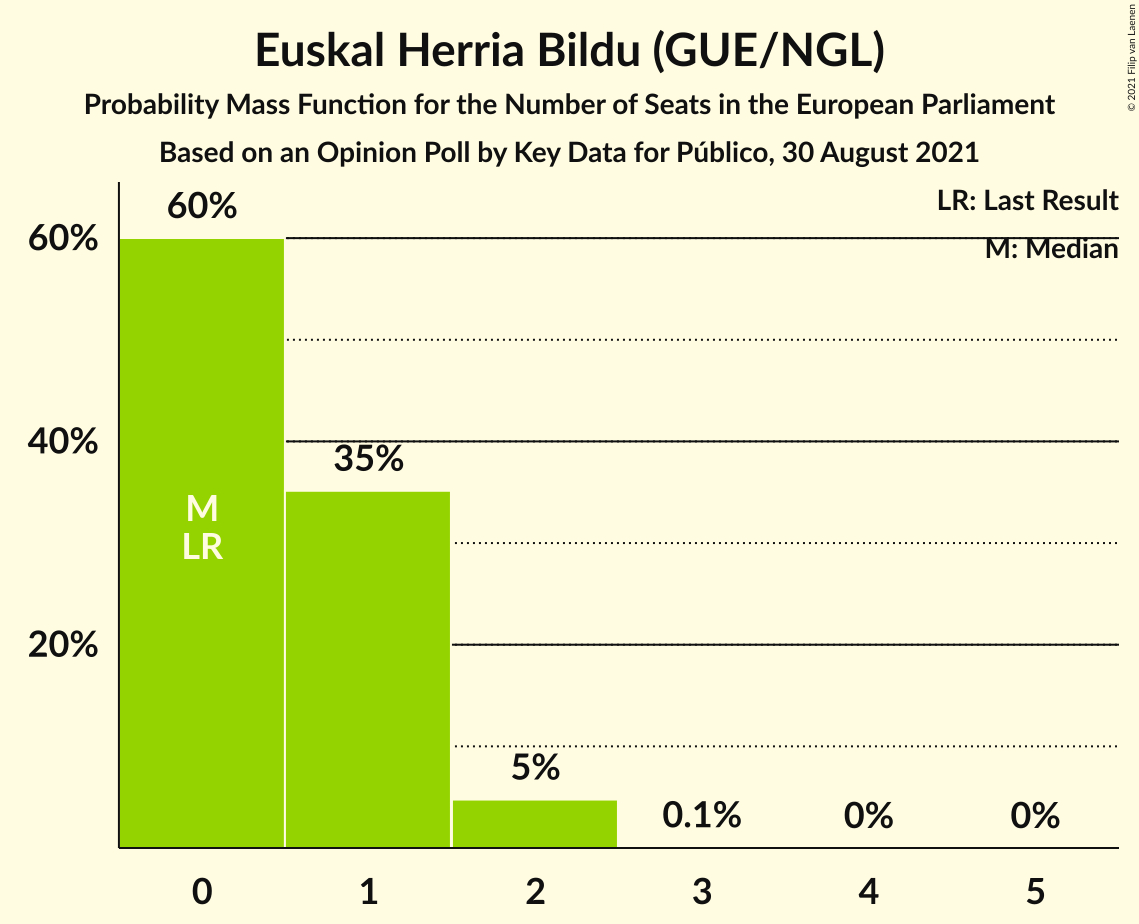 Euskal Herria Bildu (GUE/NGL)
Probability Mass Function for the Number of Seats in the European Parliament
Based on an Opinion Poll by Key Data for Público, 30 August 2021
© 2021 Filip van Laenen
LR: Last Result
M: Median
60%
40%
20%
60%
35%
5%
0.1%
0%
0%
M
LR
0
1
2
3
4
5